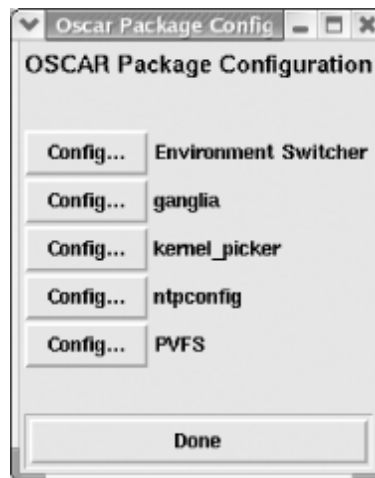 Oscar Package Config
OSCAR Package Configuration
Config... Environment Switcher
Config... ganglia
Config... kernel_picker
Config... ntpconfig
Config... PVFS
Done